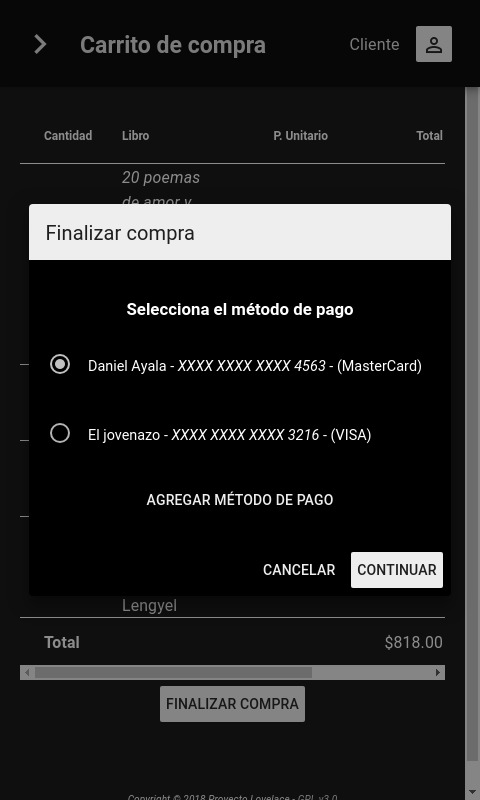 Carrito de compra
Cliente
Cantidad Libro P. Unitario Total
20 poemas
de amor y
Finalizar compra
Selecciona el método de pago
Daniel Ayala - XXXX XXXX XXXX 4563 - (MasterCard)
El jovenazo - XXXX XXXX XXXX 3216 - (VISA)
AGREGAR MÉTODO DE PAGO
CANCELAR CONTINUAR
Lengyel
Total $818.00
FINALIZAR COMPRA
Copyright © 2018 Proyecto Lovelace - GPL v3.0